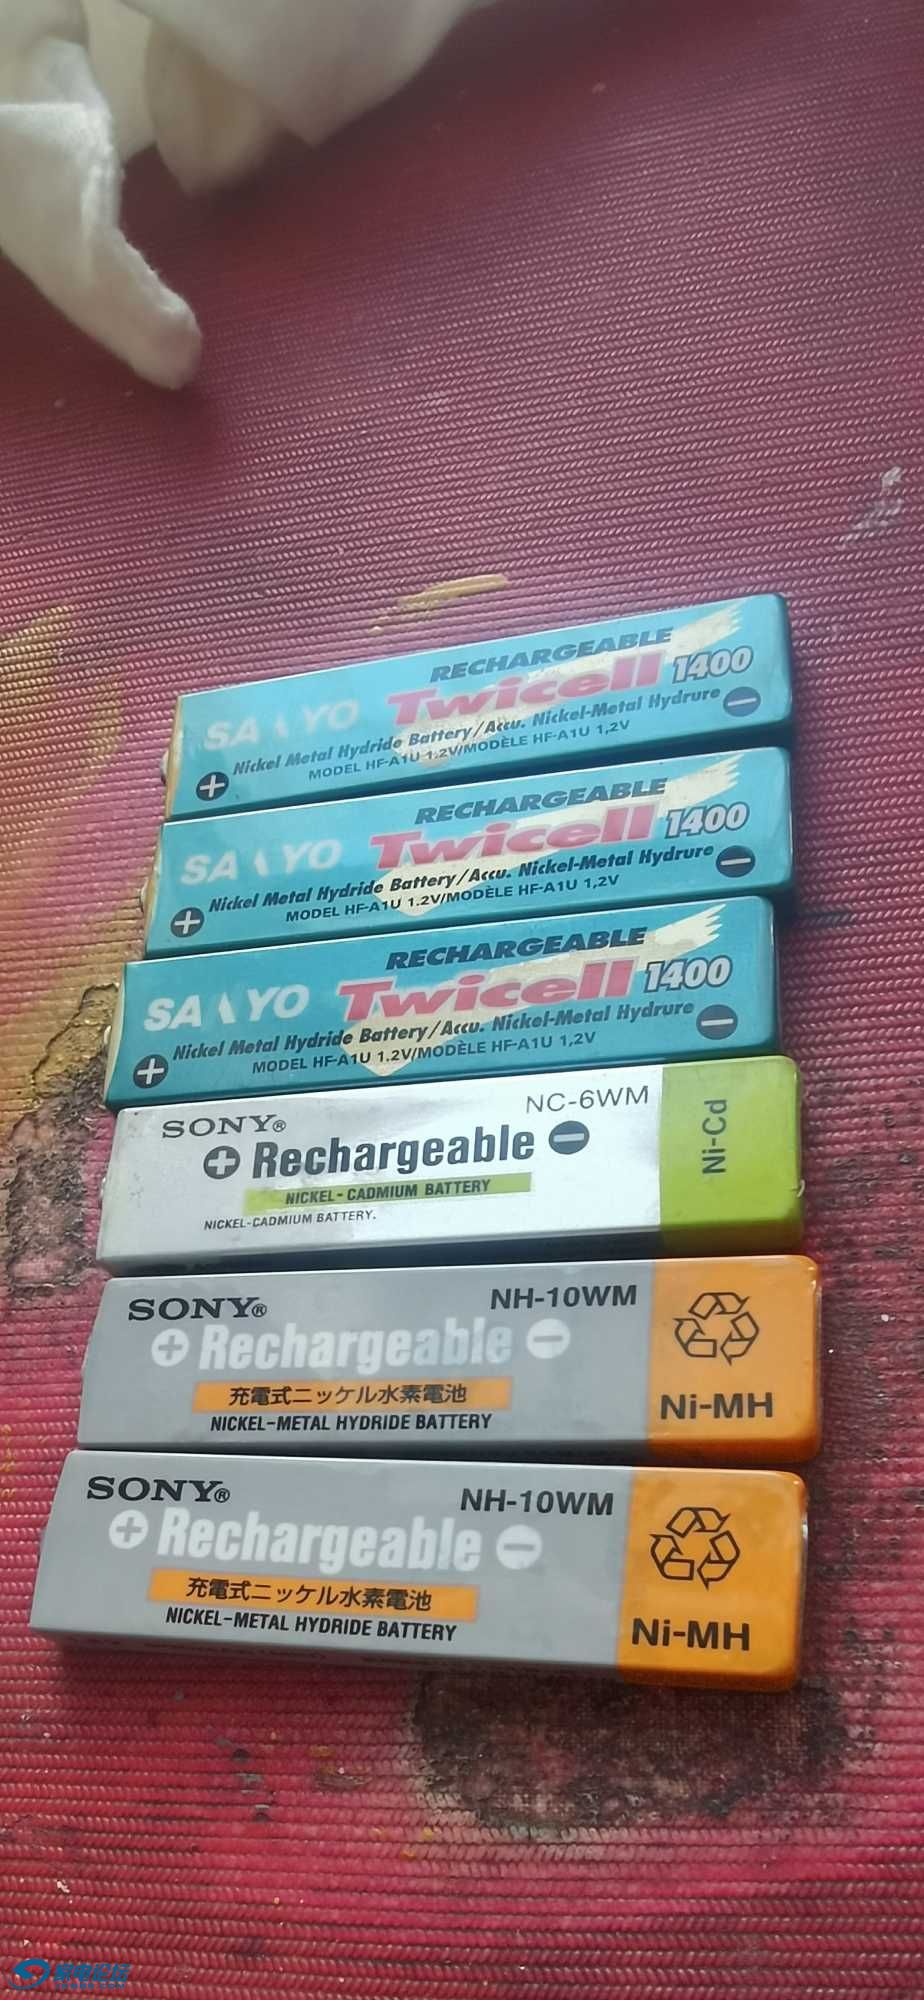 RECHARGEABLE
SANYO Twicell 1400
Nickel Metal Hydride Battery/Accu. Nickel-Metal Hydrure
MODEL HF-A1U 1.2V/MODÈLE HF-A1U 1,2V
RECHARGEABLE
SANYO Twicell 1400
Nickel Metal Hydride Battery/Accu. Nickel-Metal Hydrure
MODEL HF-A1U 1.2V/MODÈLE HF-A1U 1,2V
RECHARGEABLE
SANYO Twicell 1400
Nickel Metal Hydride Battery/Accu. Nickel-Metal Hydrure
MODEL HF-A1U 1.2V/MODÈLE HF-A1U 1,2V
SONY® NC-6WM
Rechargeable
NICKEL-CADMIUM BATTERY
NICKEL-CADMIUM BATTERY.
Ni-Cd
SONY® NH-10WM
Rechargeable
充電式ニッケル水素電池
NICKEL-METAL HYDRIDE BATTERY
Ni-MH
SONY® NH-10WM
Rechargeable
充電式ニッケル水素電池
NICKEL-METAL HYDRIDE BATTERY
Ni-MH
家电论坛